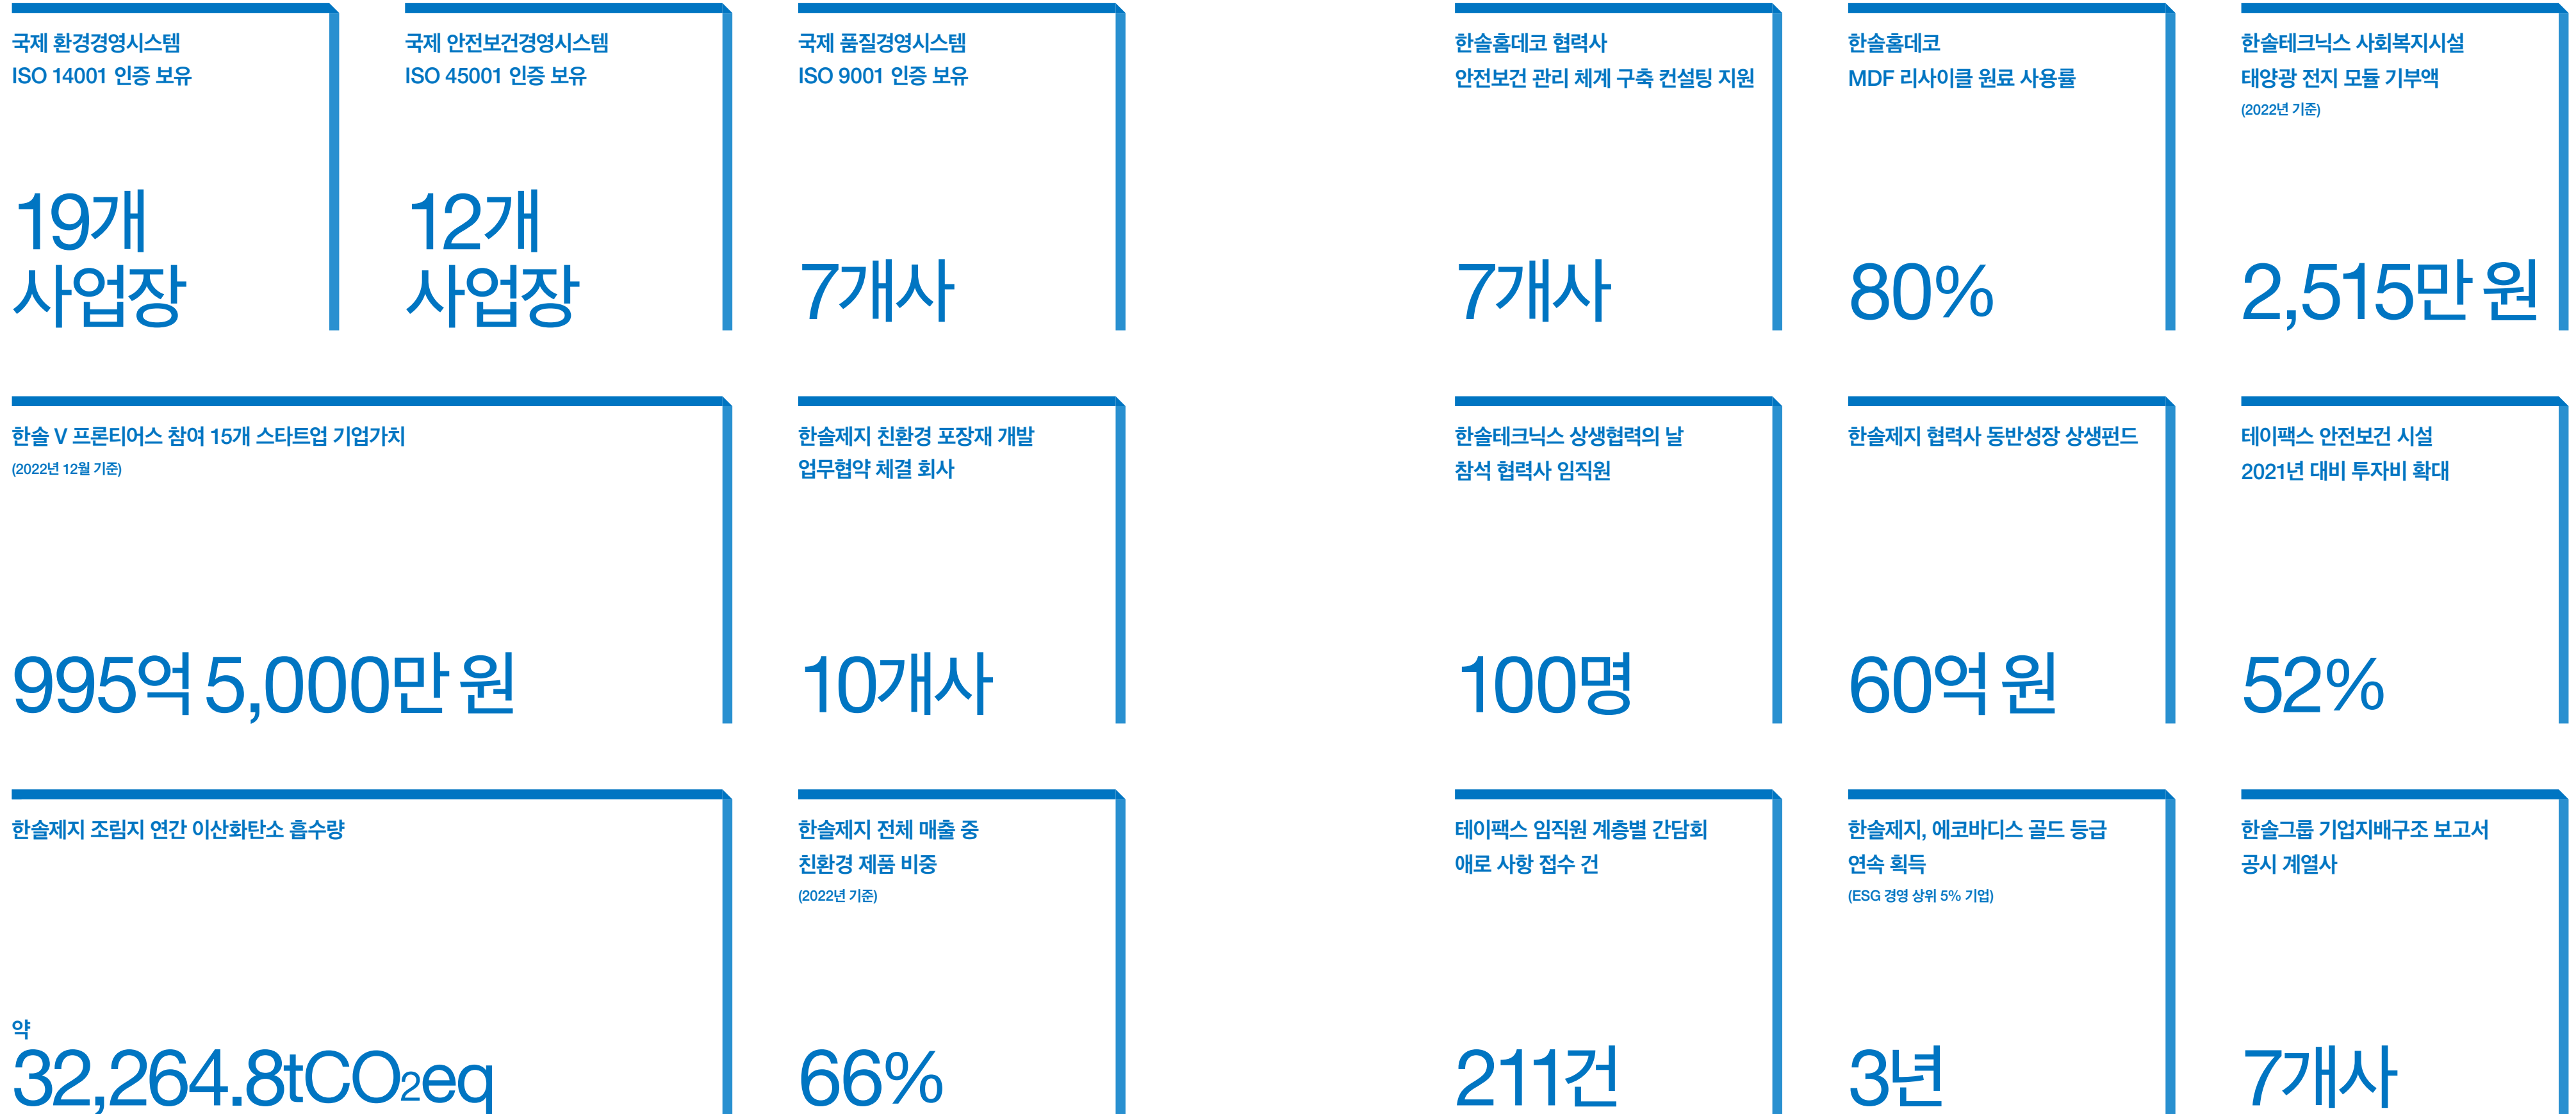 국제 환경경영시스템
ISO 14001 인증 보유
19개
사업장
국제 안전보건경영시스템
ISO 45001 인증 보유
12개
사업장
국제 품질경영시스템
ISO 9001 인증 보유
7개사
한솔홈데코 협력사
안전보건 관리 체계 구축 컨설팅 지원
7개사
한솔홈데코
MDF 리사이클 원료 사용률
80%
한솔테크닉스 사회복지시설
태양광 전지 모듈 기부액
(2022년 기준)
2,515만 원
한솔 V 프론티어스 참여 15개 스타트업 기업가치
(2022년 12월 기준)
995억 5,000만 원
한솔제지 친환경 포장재 개발
업무협약 체결 회사
10개사
한솔테크닉스 상생협력의 날
참석 협력사 임직원
100명
한솔제지 협력사 동반성장 상생펀드
60억 원
테이팩스 안전보건 시설
2021년 대비 투자비 확대
52%
한솔제지 조림지 연간 이산화탄소 흡수량
약
32,264.8tCO2eq
한솔제지 전체 매출 중
친환경 제품 비중
(2022년 기준)
66%
테이팩스 임직원 계층별 간담회
애로 사항 접수 건
211건
한솔제지, 에코바디스 골드 등급
연속 획득
(ESG 경영 상위 5% 기업)
3년
한솔그룹 기업지배구조 보고서
공시 계열사
7개사